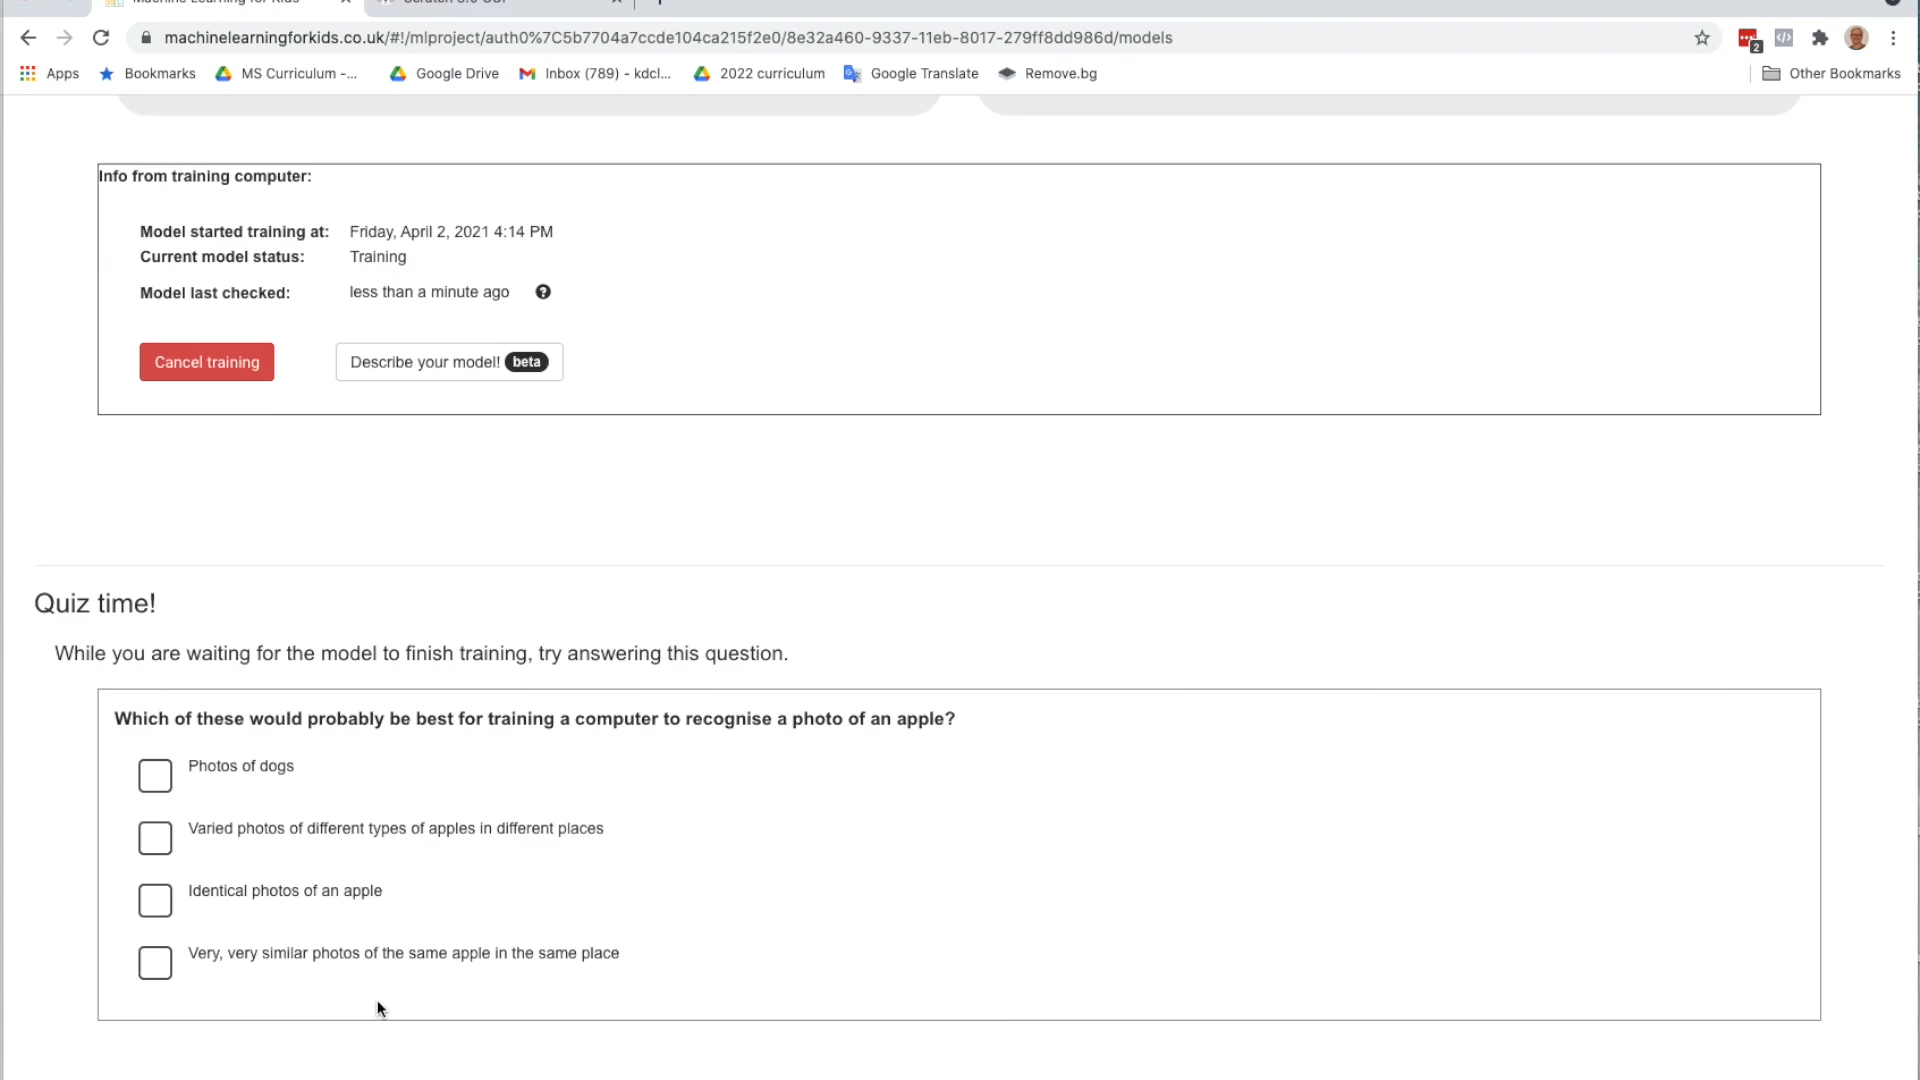 machinelearningforkids.co.uk/#!/mlproject/auth0%7C5b7704a7ccde104ca215f2e0/8e32a460-9337-11eb-8017-279ff8dd986d/models
2
Apps
Bookmarks
MS Curriculum -...
Google Drive
Inbox (789) - kdcl...
2022 curriculum
Google Translate
Remove.bg
Other Bookmarks
Info from training computer:
Model started training at: Friday, April 2, 2021 4:14 PM
Current model status: Training
Model last checked: less than a minute ago ?
Cancel training
Describe your model! beta
Quiz time!
While you are waiting for the model to finish training, try answering this question.
Which of these would probably be best for training a computer to recognise a photo of an apple?
Photos of dogs
Varied photos of different types of apples in different places
Identical photos of an apple
Very, very similar photos of the same apple in the same place